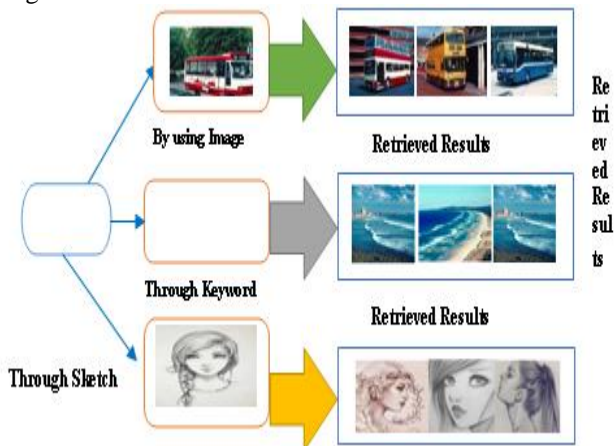 By using Image
Retrieved Results
Through Keyword
Retrieved Results
Through Sketch
Re
tri
ev
ed
Re
sul
ts